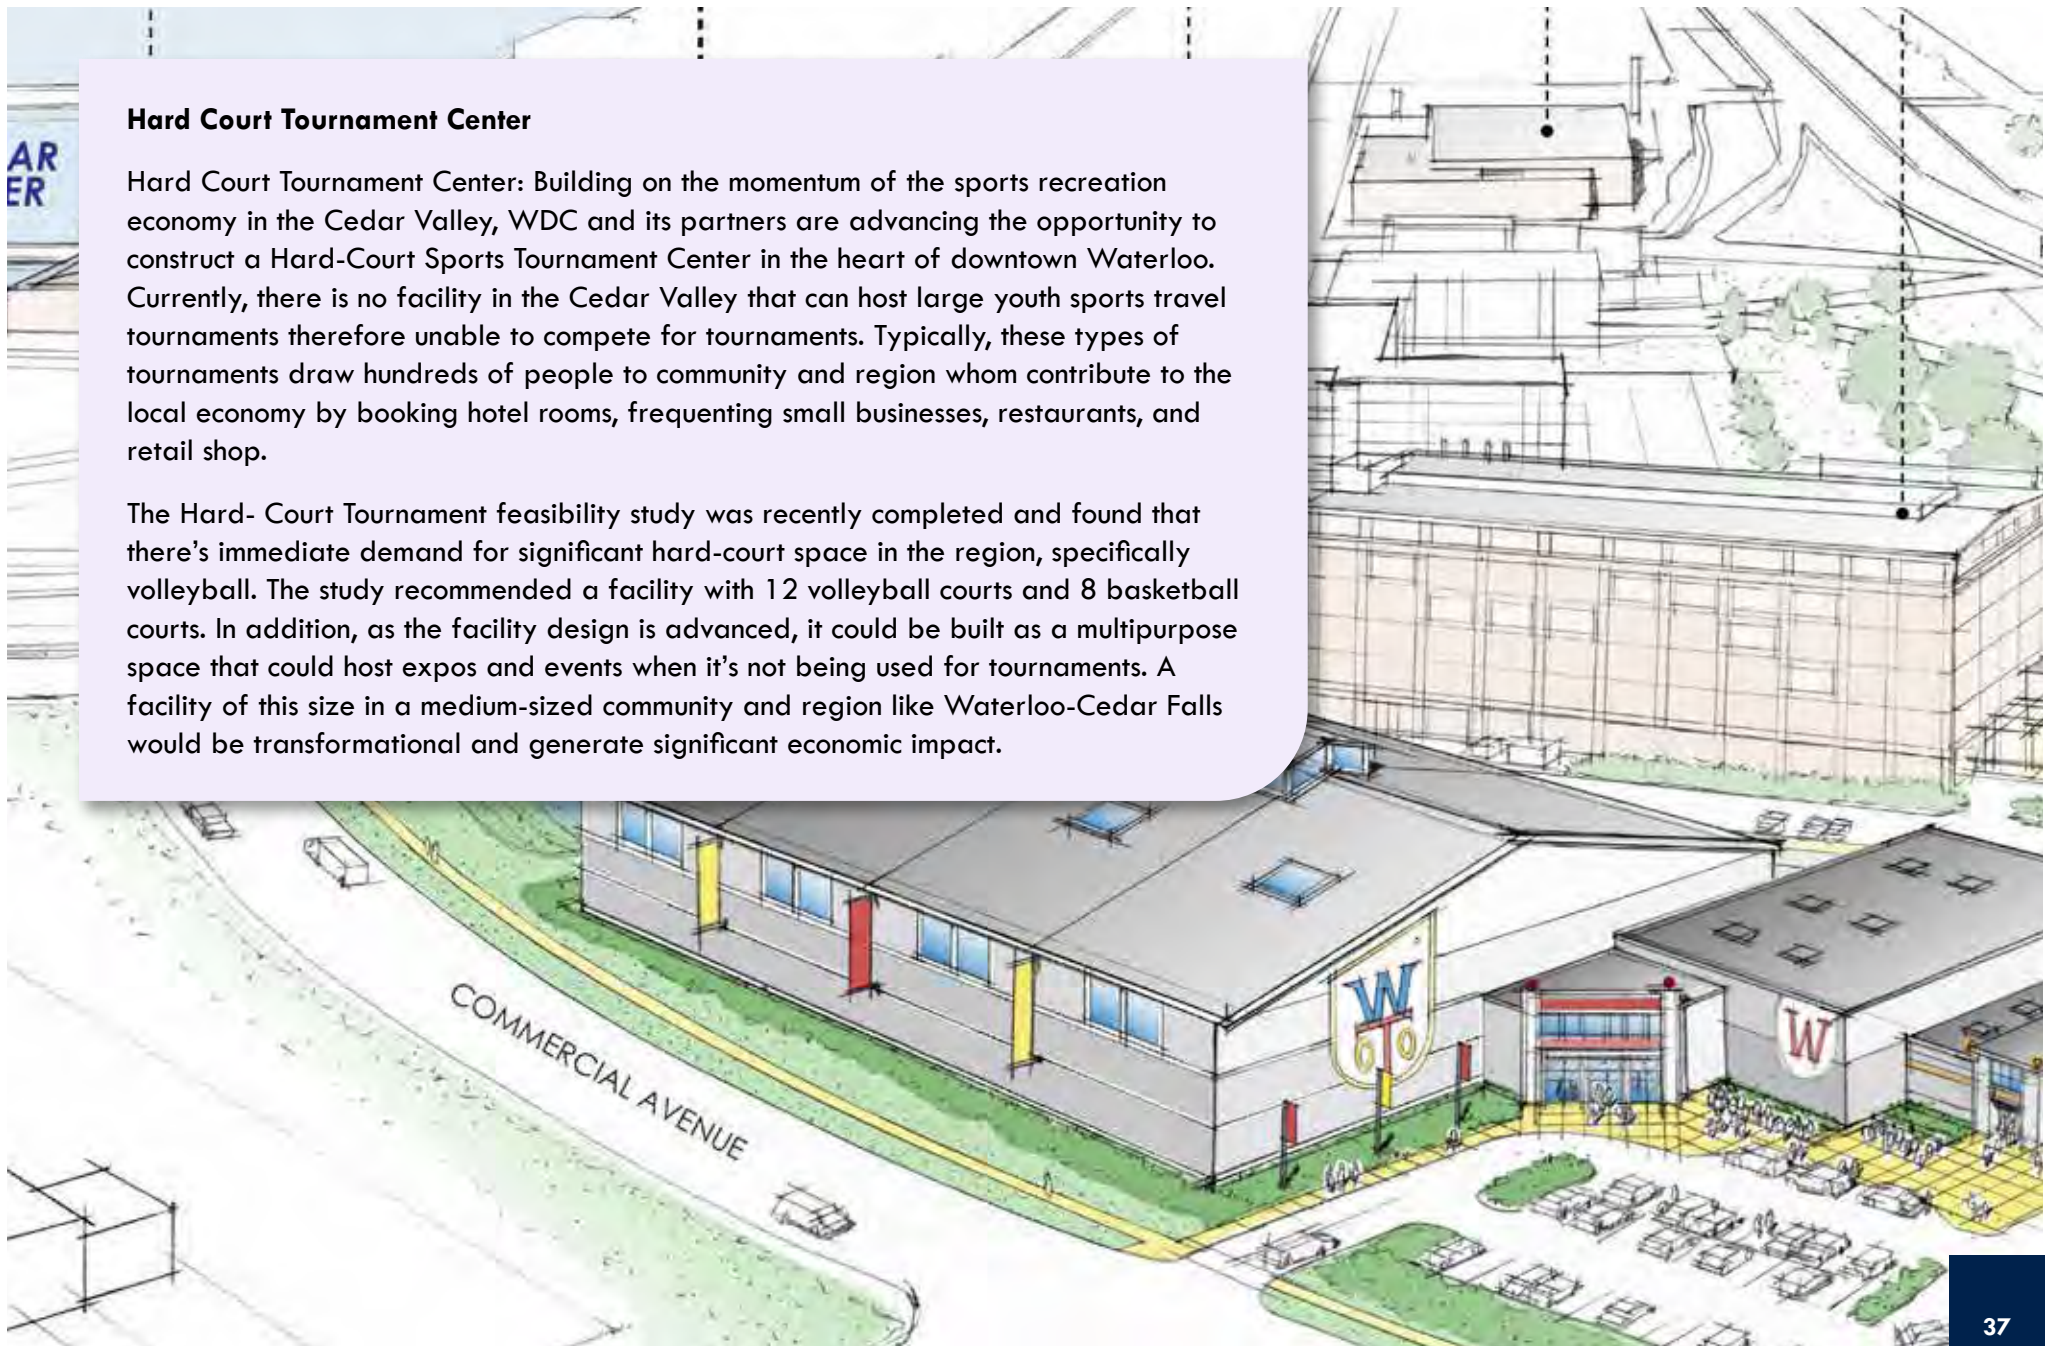 Hard Court Tournament Center
Hard Court Tournament Center: Building on the momentum of the sports recreation
economy in the Cedar Valley, WDC and its partners are advancing the opportunity to
construct a Hard-Court Sports Tournament Center in the heart of downtown Waterloo.
Currently, there is no facility in the Cedar Valley that can host large youth sports travel
tournaments therefore unable to compete for tournaments. Typically, these types of
tournaments draw hundreds of people to community and region whom contribute to the
local economy by booking hotel rooms, frequenting small businesses, restaurants, and
retail shop.
The Hard- Court Tournament feasibility study was recently completed and found that
there’s immediate demand for significant hard-court space in the region, specifically
volleyball. The study recommended a facility with 12 volleyball courts and 8 basketball
courts. In addition, as the facility design is advanced, it could be built as a multipurpose
space that could host expos and events when it’s not being used for tournaments. A
facility of this size in a medium-sized community and region like Waterloo-Cedar Falls
would be transformational and generate significant economic impact.
AR
ER
COMMERCIAL AVENUE
W
T
O O
W
37